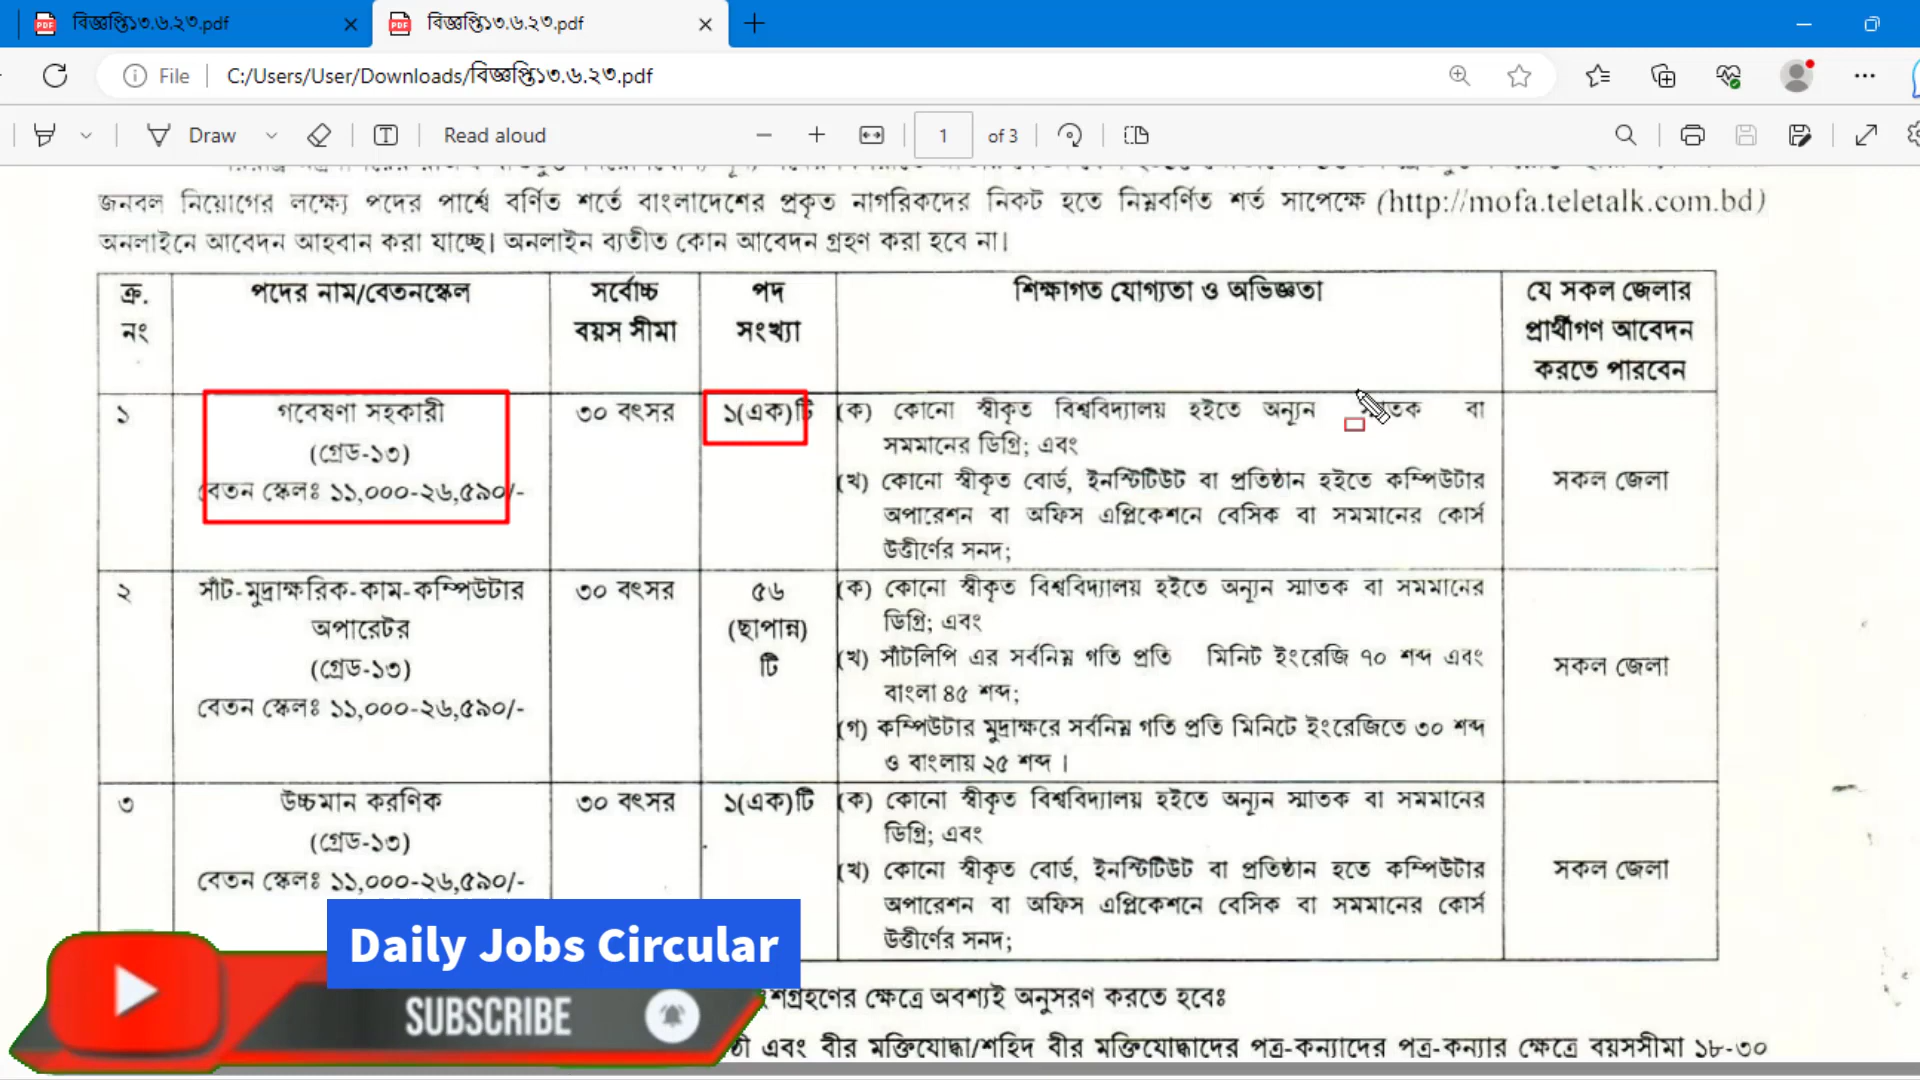 বিজ্ঞপ্তি১৩.৬.২৩.pdf
বিজ্ঞপ্তি১৩.৬.২৩.pdf
File
C:/Users/User/Downloads/বিজ্ঞপ্তি১৩.৬.২৩.pdf
Draw
Read aloud
1 of 3
জনবল নিয়োগের লক্ষ্যে পদের পার্শ্বে বর্ণিত শর্তে বাংলাদেশের প্রকৃত নাগরিকদের নিকট হতে নিম্নবর্ণিত শর্ত সাপেক্ষে (http://mofa.teletalk.com.bd)
অনলাইনে আবেদন আহবান করা যাচ্ছে। অনলাইন ব্যতীত কোন আবেদন গ্রহণ করা হবে না।
ক্র. নং
পদের নাম/বেতনস্কেল
সর্বোচ্চ বয়স সীমা
পদ সংখ্যা
শিক্ষাগত যোগ্যতা ও অভিজ্ঞতা
যে সকল জেলার
প্রার্থীগণ আবেদন
করতে পারবেন
১
গবেষণা সহকারী
(গ্রেড-১৩)
বেতন স্কেলঃ ১১,০০০-২৬,৫৯০/-
৩০ বৎসর
১(এক)টি
(ক) কোনো স্বীকৃত বিশ্ববিদ্যালয় হইতে অন্যূন স্নাতক বা
সমমানের ডিগ্রি; এবং
(খ) কোনো স্বীকৃত বোর্ড, ইনস্টিটিউট বা প্রতিষ্ঠান হইতে কম্পিউটার
অপারেশন বা অফিস এপ্লিকেশনে বেসিক বা সমমানের কোর্স
উত্তীর্ণের সনদ;
সকল জেলা
২
সাঁট-মুদ্রাক্ষরিক-কাম-কম্পিউটার
অপারেটর
(গ্রেড-১৩)
বেতন স্কেলঃ ১১,০০০-২৬,৫৯০/-
৩০ বৎসর
৫৬
(ছাপান্ন)
টি
(ক) কোনো স্বীকৃত বিশ্ববিদ্যালয় হইতে অন্যূন স্নাতক বা সমমানের
ডিগ্রি; এবং
(খ) সাঁটলিপি এর সর্বনিম্ন গতি প্রতি মিনিট ইংরেজি ৭০ শব্দ এবং
বাংলা ৪৫ শব্দ;
(গ) কম্পিউটার মুদ্রাক্ষরে সর্বনিম্ন গতি প্রতি মিনিটে ইংরেজিতে ৩০ শব্দ
ও বাংলায় ২৫ শব্দ ।
সকল জেলা
৩
উচ্চমান করণিক
(গ্রেড-১৩)
বেতন স্কেলঃ ১১,০০০-২৬,৫৯০/-
৩০ বৎসর
১(এক)টি
(ক) কোনো স্বীকৃত বিশ্ববিদ্যালয় হইতে অন্যূন স্নাতক বা সমমানের
ডিগ্রি; এবং
(খ) কোনো স্বীকৃত বোর্ড, ইনস্টিটিউট বা প্রতিষ্ঠান হতে কম্পিউটার
অপারেশন বা অফিস এপ্লিকেশনে বেসিক বা সমমানের কোর্স
উত্তীর্ণের সনদ;
সকল জেলা
Daily Jobs Circular
SUBSCRIBE
ক্ষেত্রে অবশ্যই অনুসরণ করতে হবেঃ
এবং বীর মুক্তিযোদ্ধা/শহিদ বীর মুক্তিযোদ্ধাদের পুত্র-কন্যাদের পুত্র-কন্যার ক্ষেত্রে বয়সসীমা ১৮-৩০